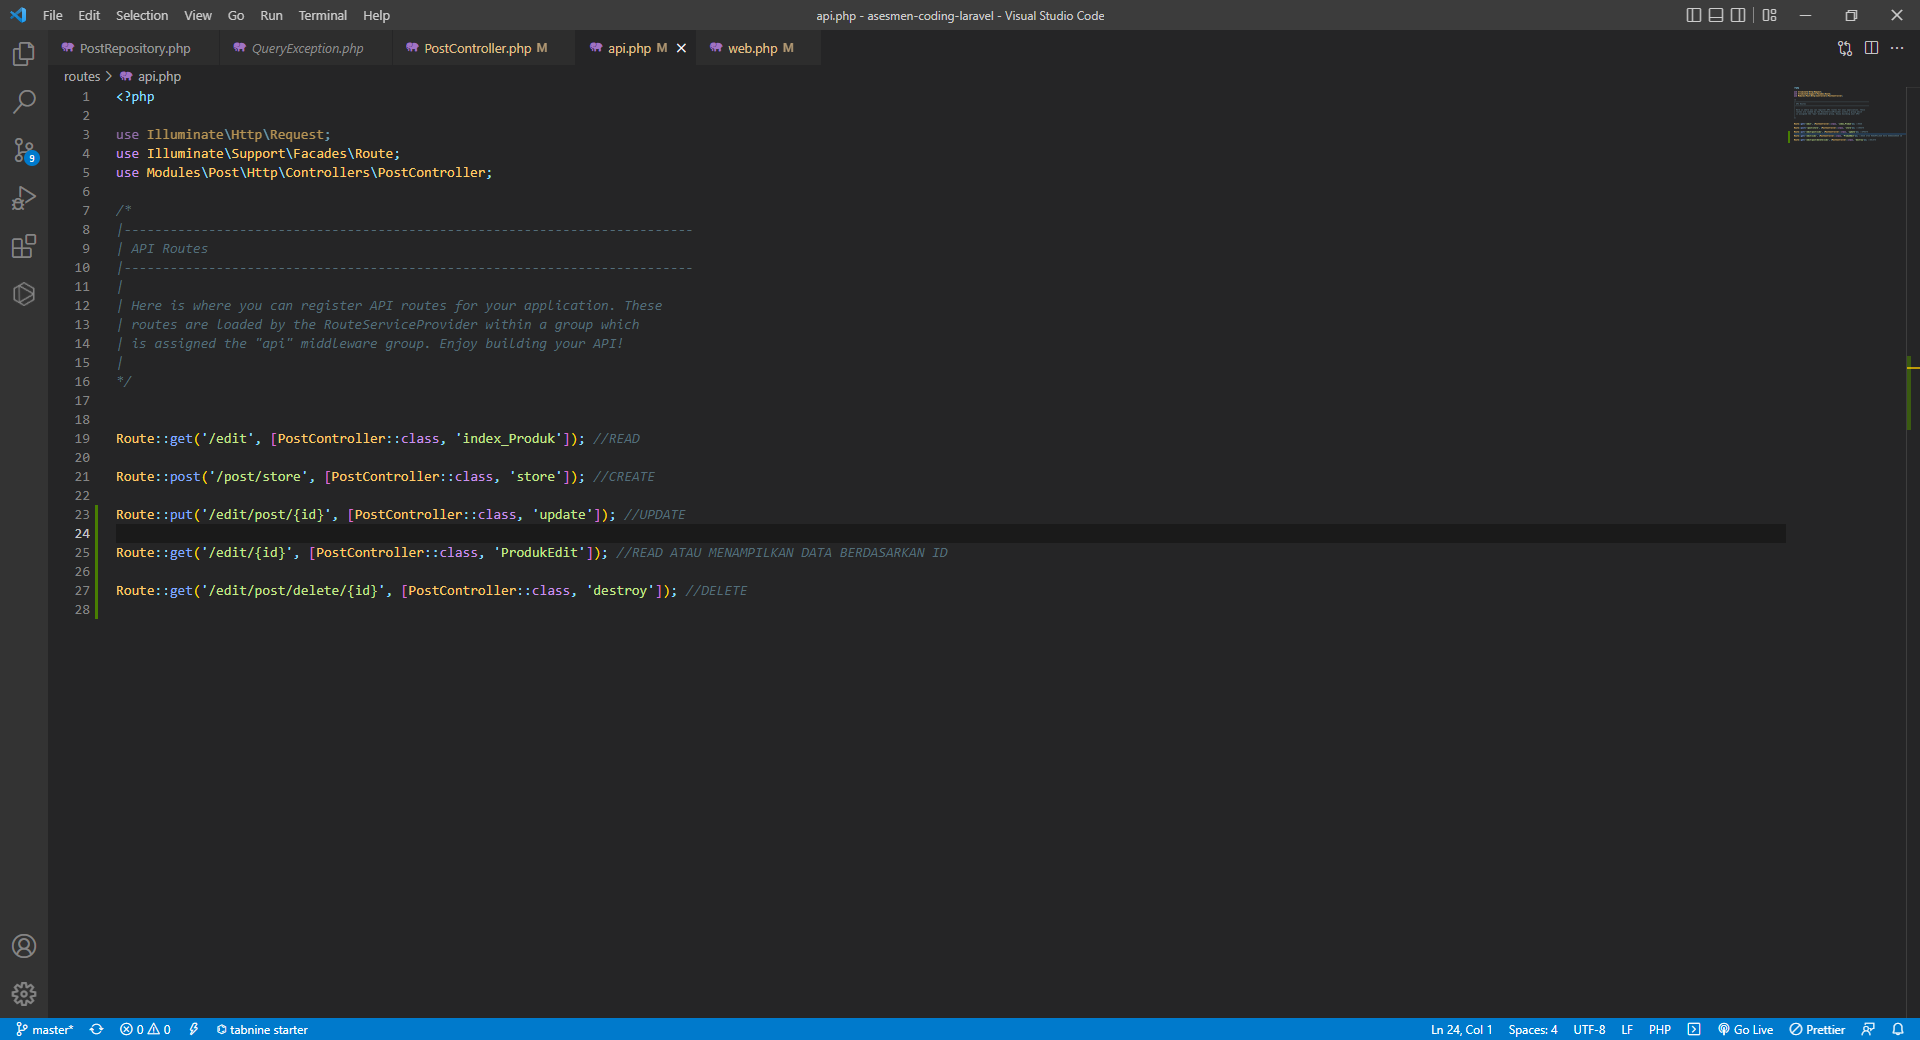 File Edit Selection View Go Run Terminal Help
api.php - asesmen-coding-laravel - Visual Studio Code
PostRepository.php QueryException.php PostController.php M api.php M web.php M
routes > api.php
1 <?php
2
3 use Illuminate\Http\Request;
4 use Illuminate\Support\Facades\Route;
5 use Modules\Post\Http\Controllers\PostController;
6
7 /*
8 |--------------------------------------------------------------------------
9 | API Routes
10 |--------------------------------------------------------------------------
11 |
12 | Here is where you can register API routes for your application. These
13 | routes are loaded by the RouteServiceProvider within a group which
14 | is assigned the "api" middleware group. Enjoy building your API!
15 |
16 */
17
18
19 Route::get('/edit', [PostController::class, 'index_Produk']); //READ
20
21 Route::post('/post/store', [PostController::class, 'store']); //CREATE
22
23 Route::put('/edit/post/{id}', [PostController::class, 'update']); //UPDATE
24
25 Route::get('/edit/{id}', [PostController::class, 'ProdukEdit']); //READ ATAU MENAMPILKAN DATA BERDASARKAN ID
26
27 Route::get('/edit/post/delete/{id}', [PostController::class, 'destroy']); //DELETE
28
9
master* 0 0 tabnine starter
Ln 24, Col 1 Spaces: 4 UTF-8 LF PHP Go Live Prettier